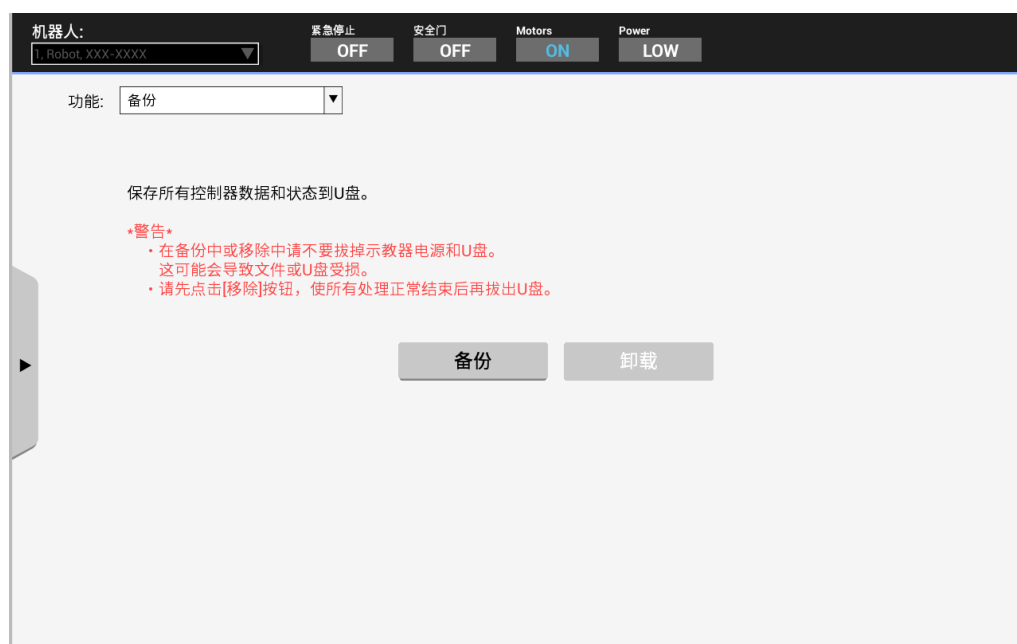 机器人:
1, Robot, XXX-XXXX
紧急停止
OFF
安全门
OFF
Motors
ON
Power
LOW
功能:
备份
保存所有控制器数据和状态到U盘。
*警告*
・在备份中或移除中请不要拔掉示教器电源和U盘。
这可能会导致文件或U盘受损。
・请先点击[移除]按钮，使所有处理正常结束后再拔出U盘。
备份
卸载